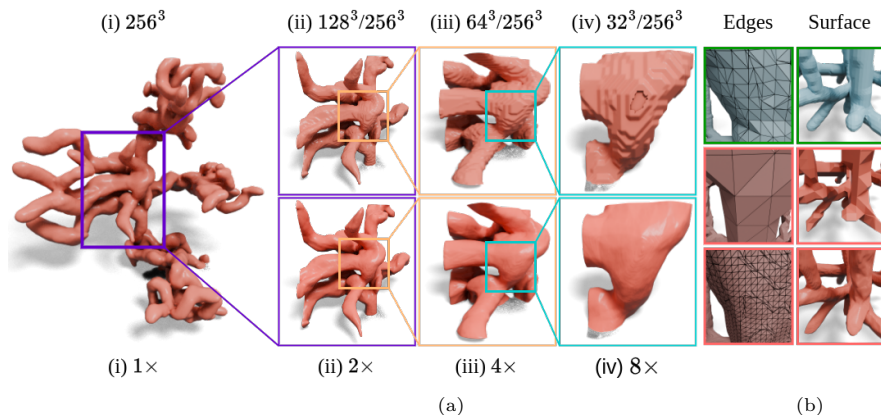 (i) 256³ (ii) 128³/256³ (iii) 64³/256³ (iv) 32³/256³ Edges Surface
(i) 1× (ii) 2× (iii) 4× (iv) 8×
(a) (b)